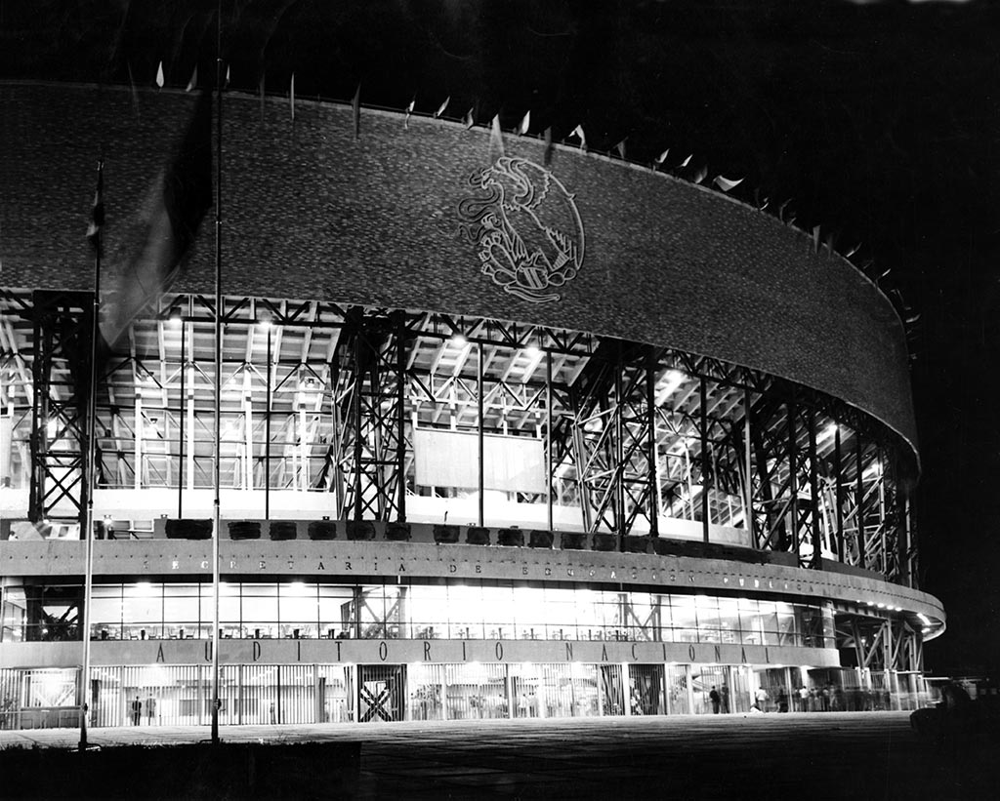 SECRETARIA DE EDUCACION PUBLICA
AUDITORIO NACIONAL